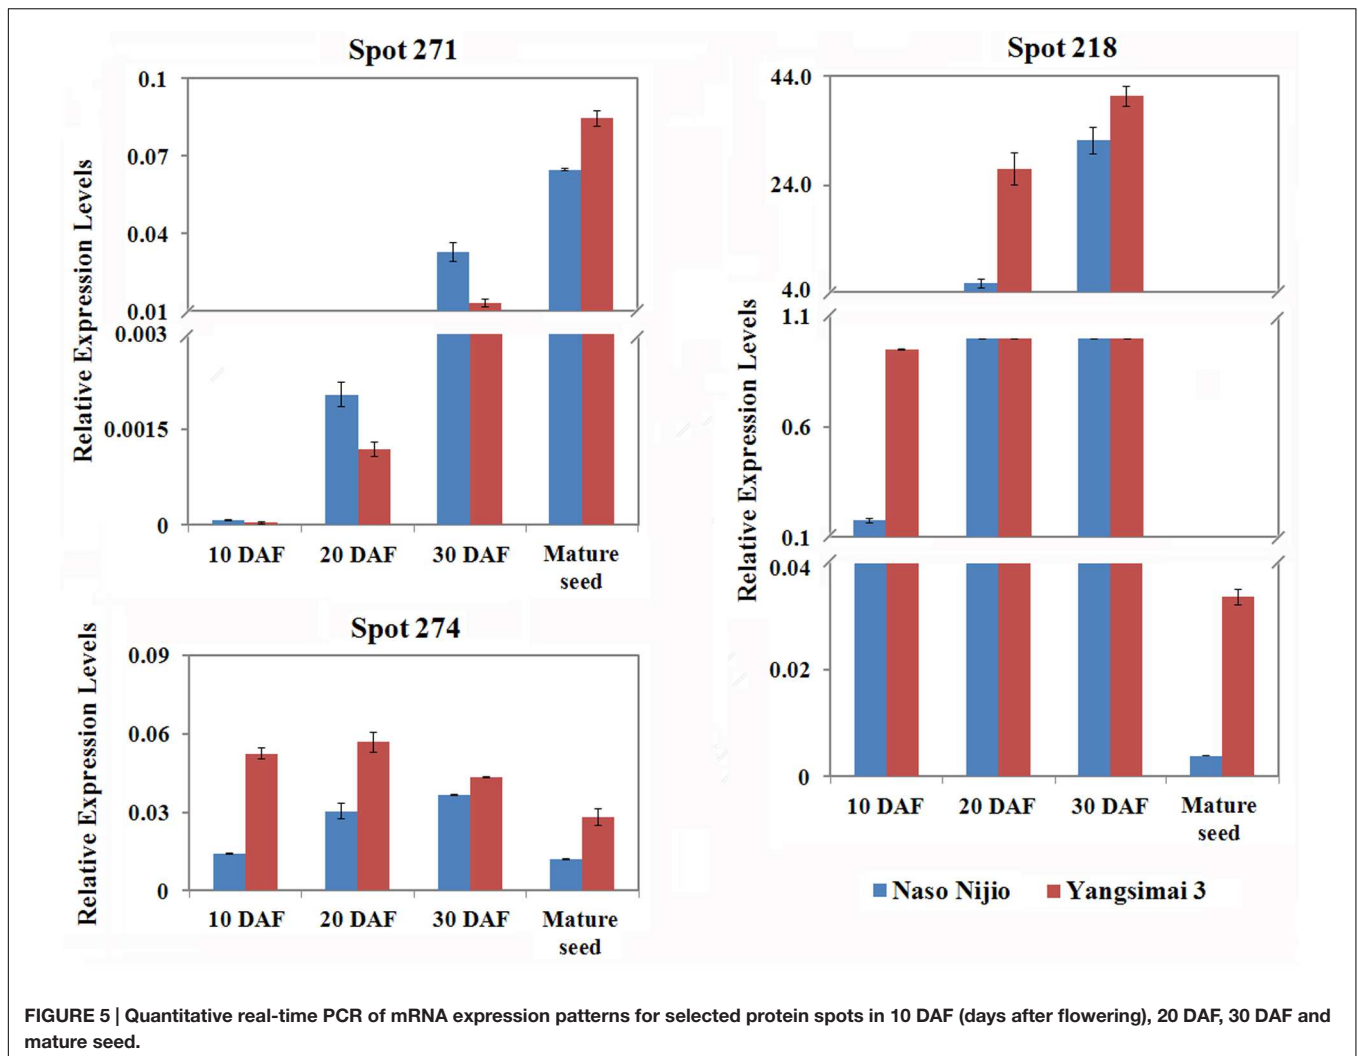 Spot 271
Relative Expression Levels
0.1
0.07
0.04
0.01
0.003
0.0015
0
10 DAF 20 DAF 30 DAF Mature
seed
Spot 274
Relative Expression Levels
0.09
0.06
0.03
0
10 DAF 20 DAF 30 DAF Mature
seed
Spot 218
Relative Expression Levels
44.0
24.0
4.0
1.1
0.6
0.1
0.04
0.02
0
10 DAF 20 DAF 30 DAF Mature
seed
Naso Nijio Yangsimai 3
FIGURE 5 | Quantitative real-time PCR of mRNA expression patterns for selected protein spots in 10 DAF (days after flowering), 20 DAF, 30 DAF and
mature seed.